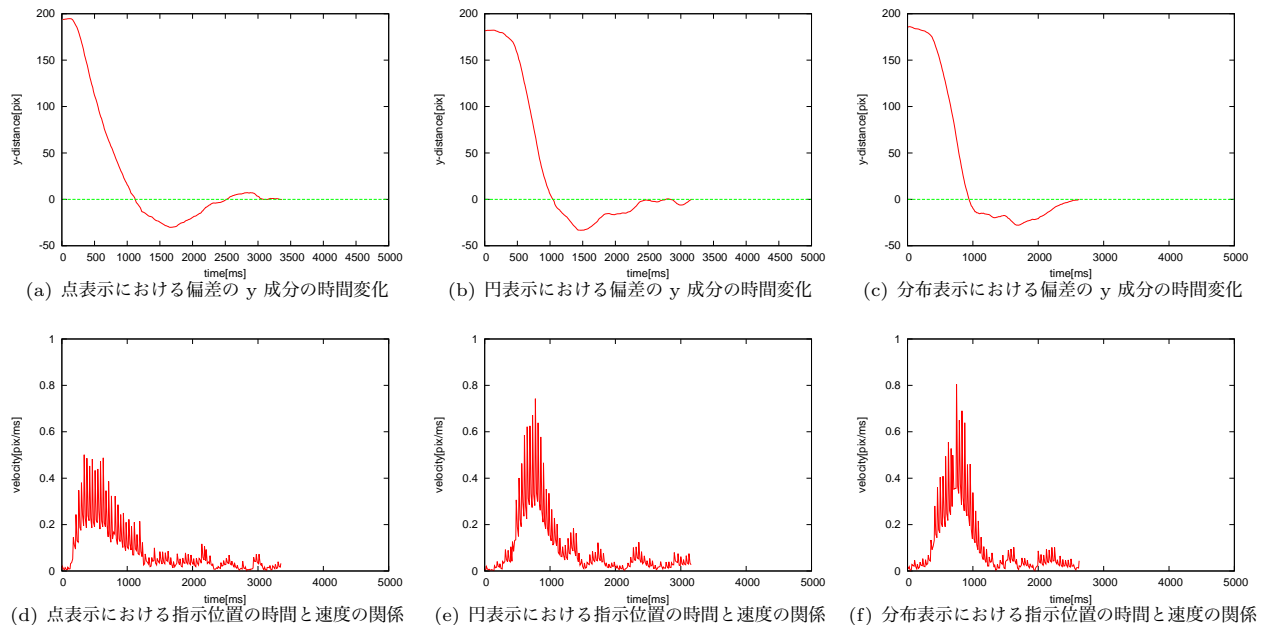 200
150
100
50
0
-50
y-distance[pix]
0 500 1000 1500 2000 2500 3000 3500 4000 4500 5000
time[ms]
(a) 点表示における偏差の y 成分の時間変化
200
150
100
50
0
-50
y-distance[pix]
0 500 1000 1500 2000 2500 3000 3500 4000 4500 5000
time[ms]
(b) 円表示における偏差の y 成分の時間変化
200
150
100
50
0
-50
y-distance[pix]
0 1000 2000 3000 4000 5000
time[ms]
(c) 分布表示における偏差の y 成分の時間変化
1
0.8
0.6
0.4
0.2
0
velocity[pix/ms]
0 1000 2000 3000 4000 5000
time[ms]
(d) 点表示における指示位置の時間と速度の関係
1
0.8
0.6
0.4
0.2
0
velocity[pix/ms]
0 1000 2000 3000 4000 5000
time[ms]
(e) 円表示における指示位置の時間と速度の関係
1
0.8
0.6
0.4
0.2
0
velocity[pix/ms]
0 1000 2000 3000 4000 5000
time[ms]
(f) 分布表示における指示位置の時間と速度の関係